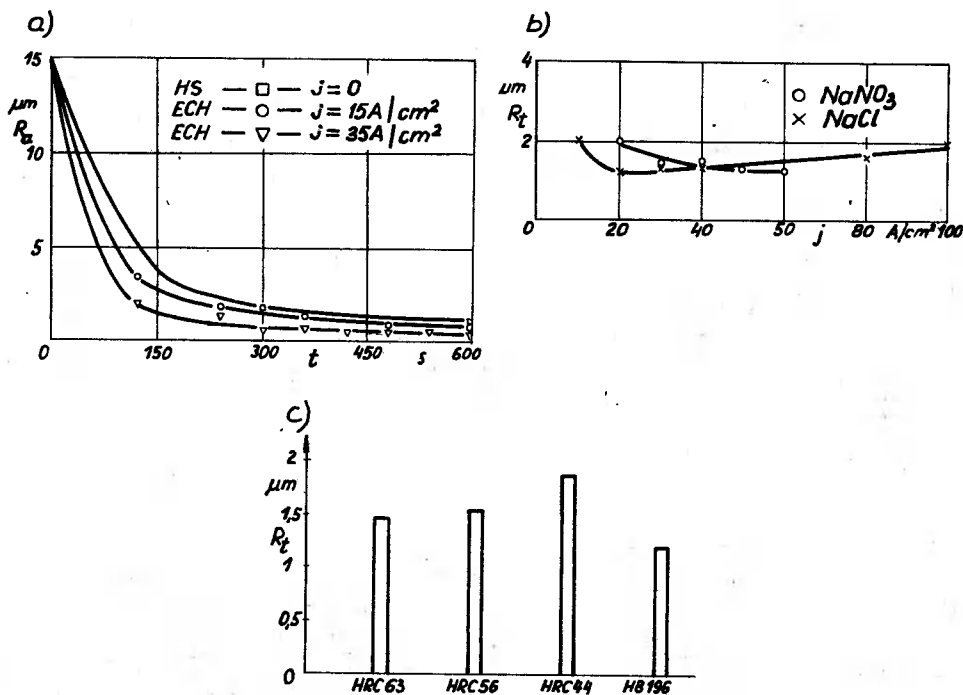 a)
15
μm
Ra
10
5
0
150
300
t
450
s
600
HS — □ — j = 0
ECH — ○ — j = 15A/cm²
ECH — ▽ — j = 35A/cm²
b)
4
μm
Rt
2
0
0
20
40
60
j
80
A/cm² 100
○ NaNO₃
× NaCl
c)
2
μm
1,5
Rt
1
0,5
0
HRC63
HRC56
HRC44
HB196